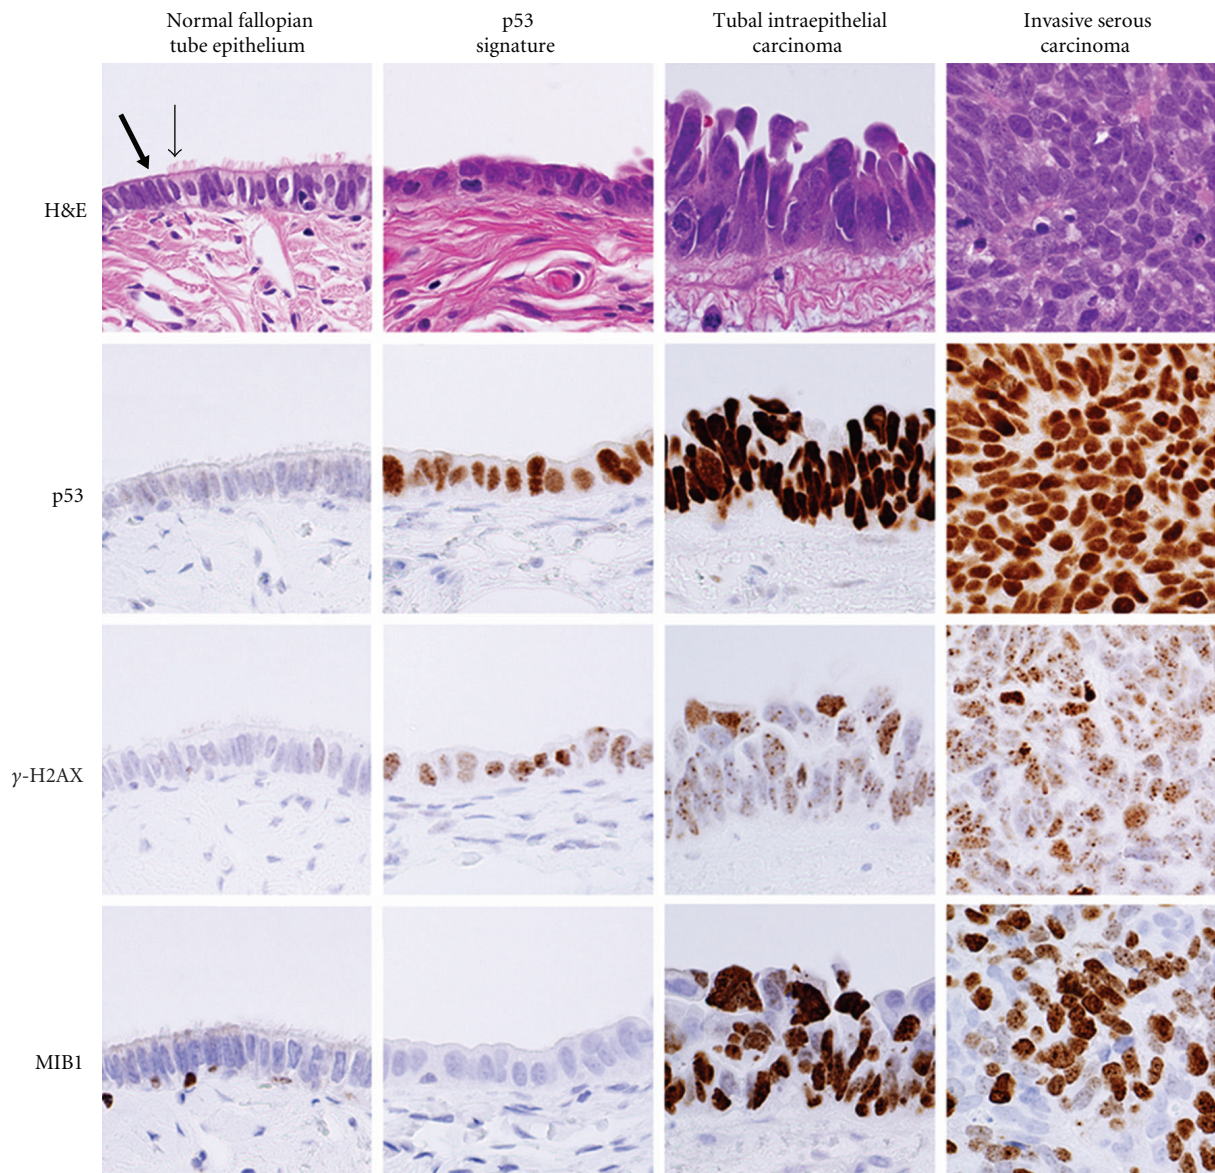 Normal fallopian
tube epithelium
p53
signature
Tubal intraepithelial
carcinoma
Invasive serous
carcinoma
H&E
p53
γ-H2AX
MIB1